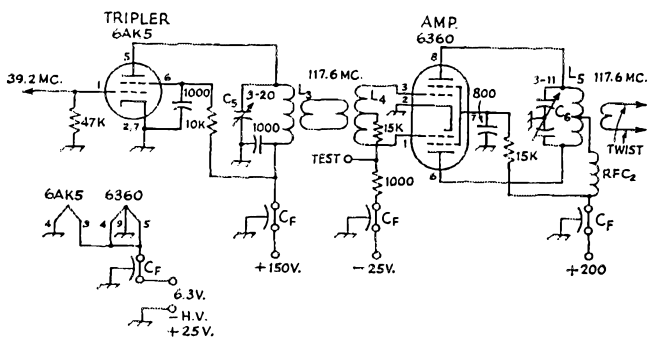 TRIPLER
6AK5
AMP.
6360
5
8
39.2 MC.
1
6
1000
C5
3-20
L3
117.6 MC.
L4
3
2
1
800
7
3-11
L5
C6
117.6 MC.
47K
2,7
10K
1000
15K
TEST
1000
6
15K
TWIST
RFC2
6AK5
6360
4
3
4
9
5
CF
CF
CF
CF
+150V.
-25V.
+200
6.3V.
-H.V.
+25V.